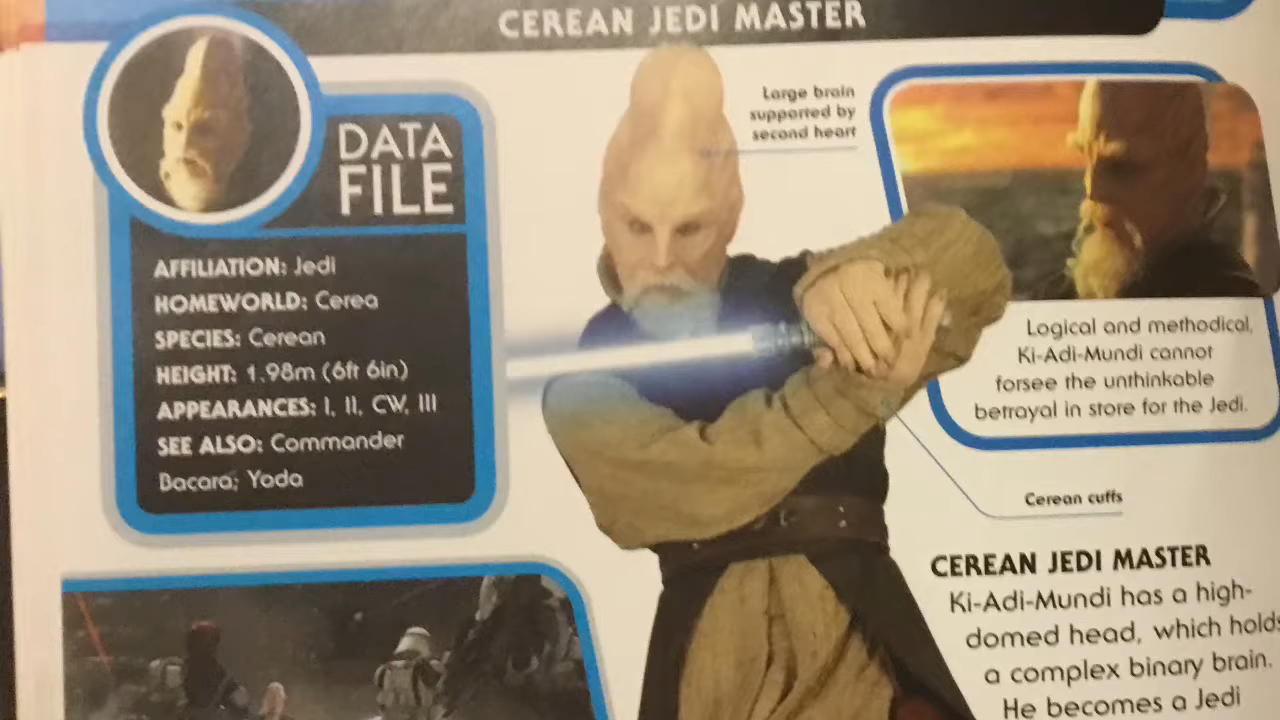 CEREAN JEDI MASTER
DATA
FILE
AFFILIATION: Jedi
HOMEWORLD: Cerea
SPECIES: Cerean
HEIGHT: 1.98m (6ft 6in)
APPEARANCES: I, II, CW, III
SEE ALSO: Commander
Bacara; Yoda
Large brain
supported by
second heart
Logical and methodical,
Ki-Adi-Mundi cannot
forsee the unthinkable
betrayal in store for the Jedi.
Cerean cuffs
CEREAN JEDI MASTER
Ki-Adi-Mundi has a high-
domed head, which holds
a complex binary brain.
He becomes a Jedi